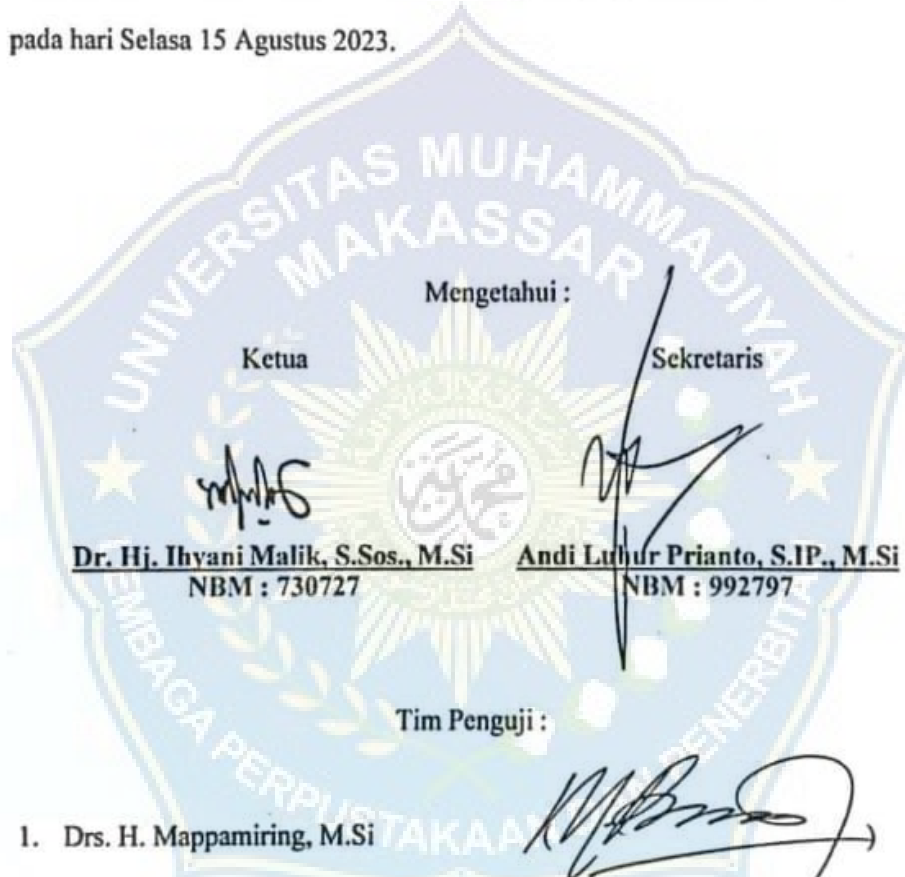 pada hari Selasa 15 Agustus 2023.
UNIVERSITAS MUHAMMADIYAH
MAKASSAR
Mengetahui :
Ketua Sekretaris
محمد
Dr. Hj. Ihyani Malik, S.Sos., M.Si Andi Luhur Prianto, S.IP., M.Si
NBM : 730727 NBM : 992797
Tim Penguji :
LEMBAGA PERPUSTAKAAN PENERBITAN
1. Drs. H. Mappamiring, M.Si )